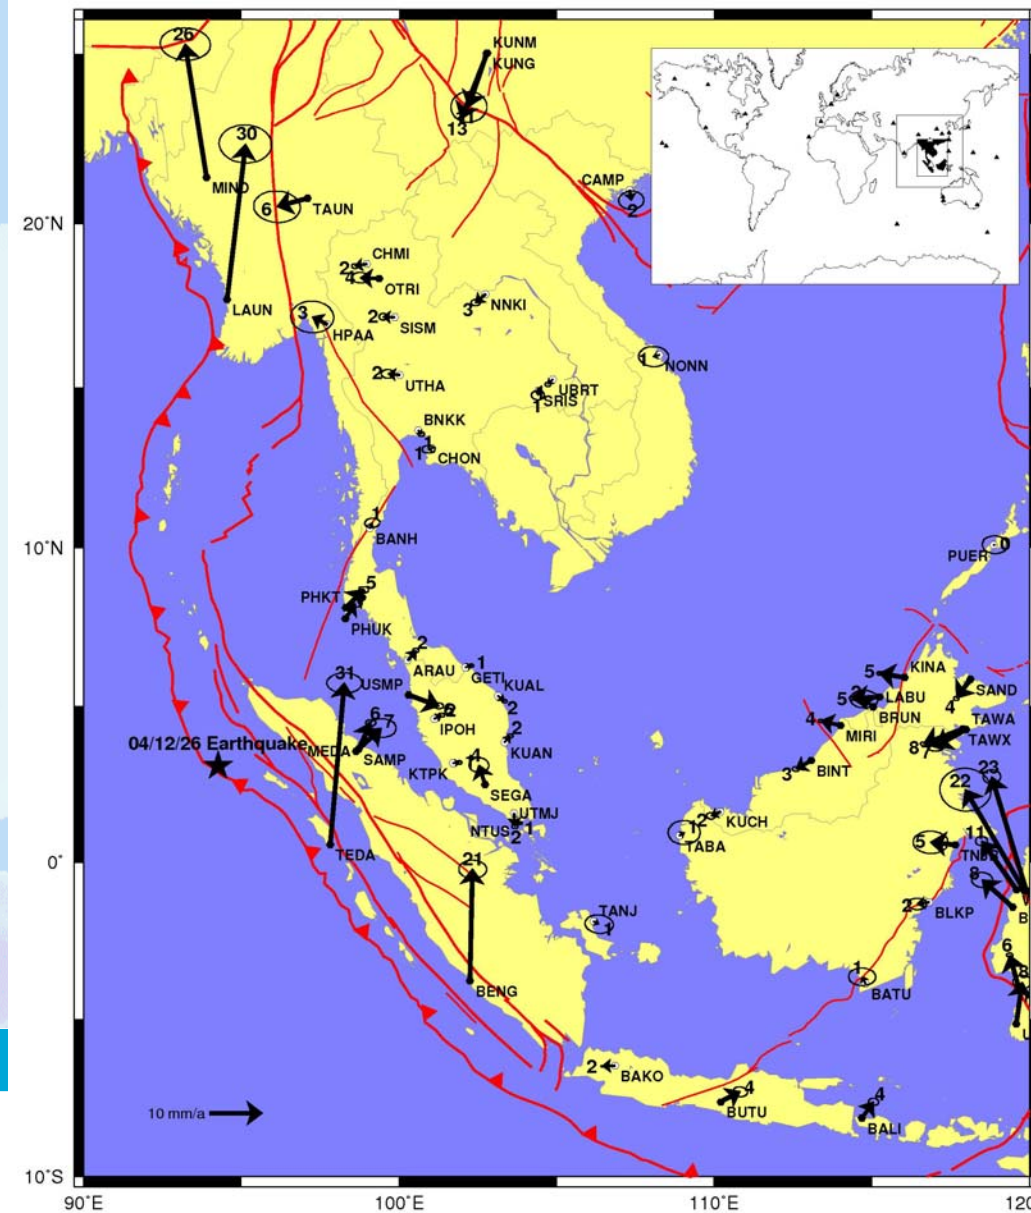 26
KUNM
KUNG
30
13
MIND
CAMP
2
6
TAUN
20°N
CHMI
2
4
OTRI
LAUN
3
HPAA
2
SISM
NNKI
3
1
NONN
2
UTHA
UBRT
SRIS
1
BNKK
1
1
CHON
1
BANH
10°N
PUER
0
5
PHKT
PHUK
2
ARAU
1
GETI
31
USMP
KUAL
2
KINA
5
LABU
5
BRUN
SAND
4
6
7
2
IPOH
2
KUAN
4
MIRI
TAWA
TAWX
8
04/12/26 Earthquake
MEDA
SAMP
KTPK
4
SEGA
3
BINT
22
23
UTMJ
NTUS
1
2
2
KUCH
1
TABA
11
5
0°
TEDA
21
8
TANJ
1
2
BLKP
6
BENG
1
BATU
2
BAKO
4
BUTU
4
BALI
10 mm/a
10°S
90°E
100°E
110°E
120